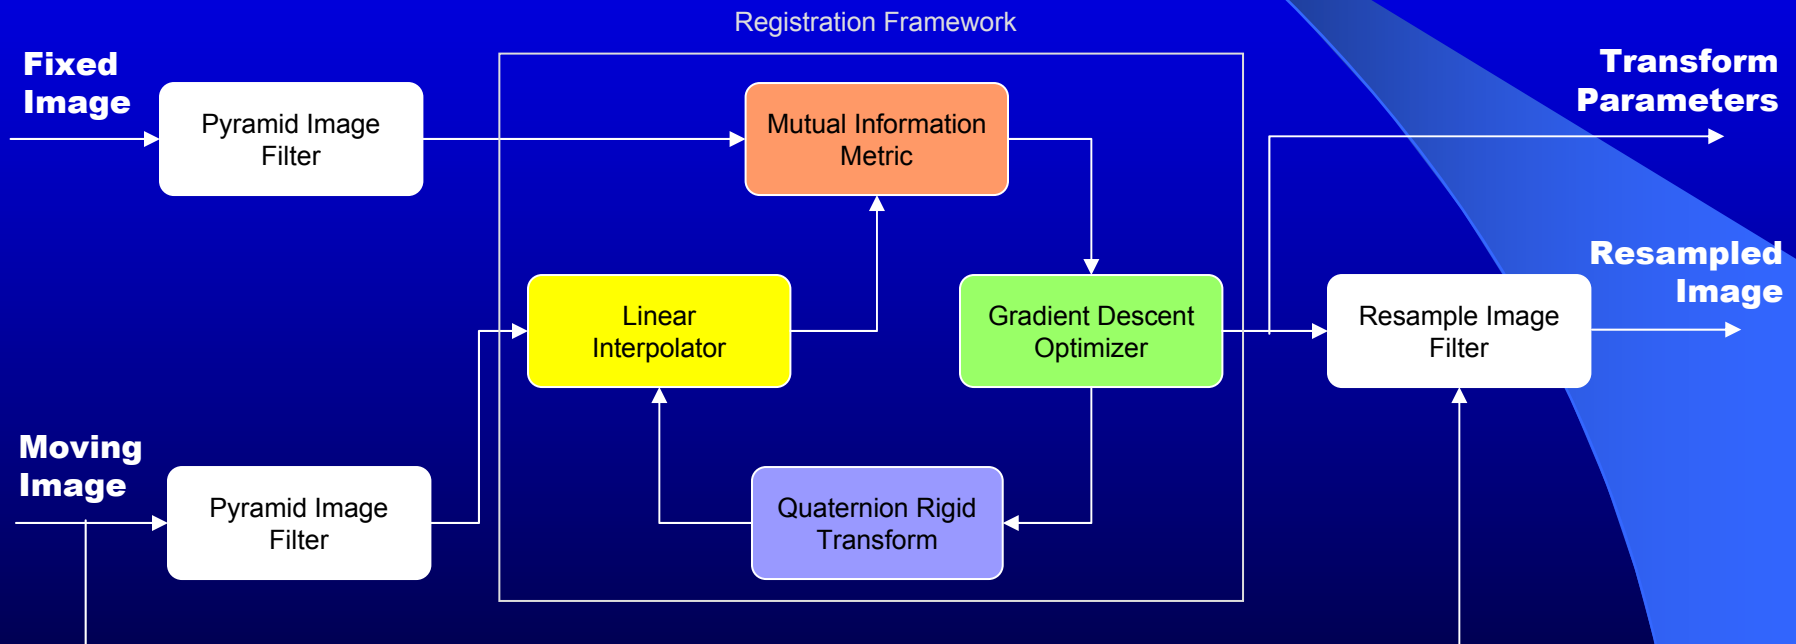 Registration Framework
Fixed
Image
Pyramid Image
Filter
Mutual Information
Metric
Transform
Parameters
Linear
Interpolator
Gradient Descent
Optimizer
Resample Image
Filter
Resampled
Image
Moving
Image
Pyramid Image
Filter
Quaternion Rigid
Transform